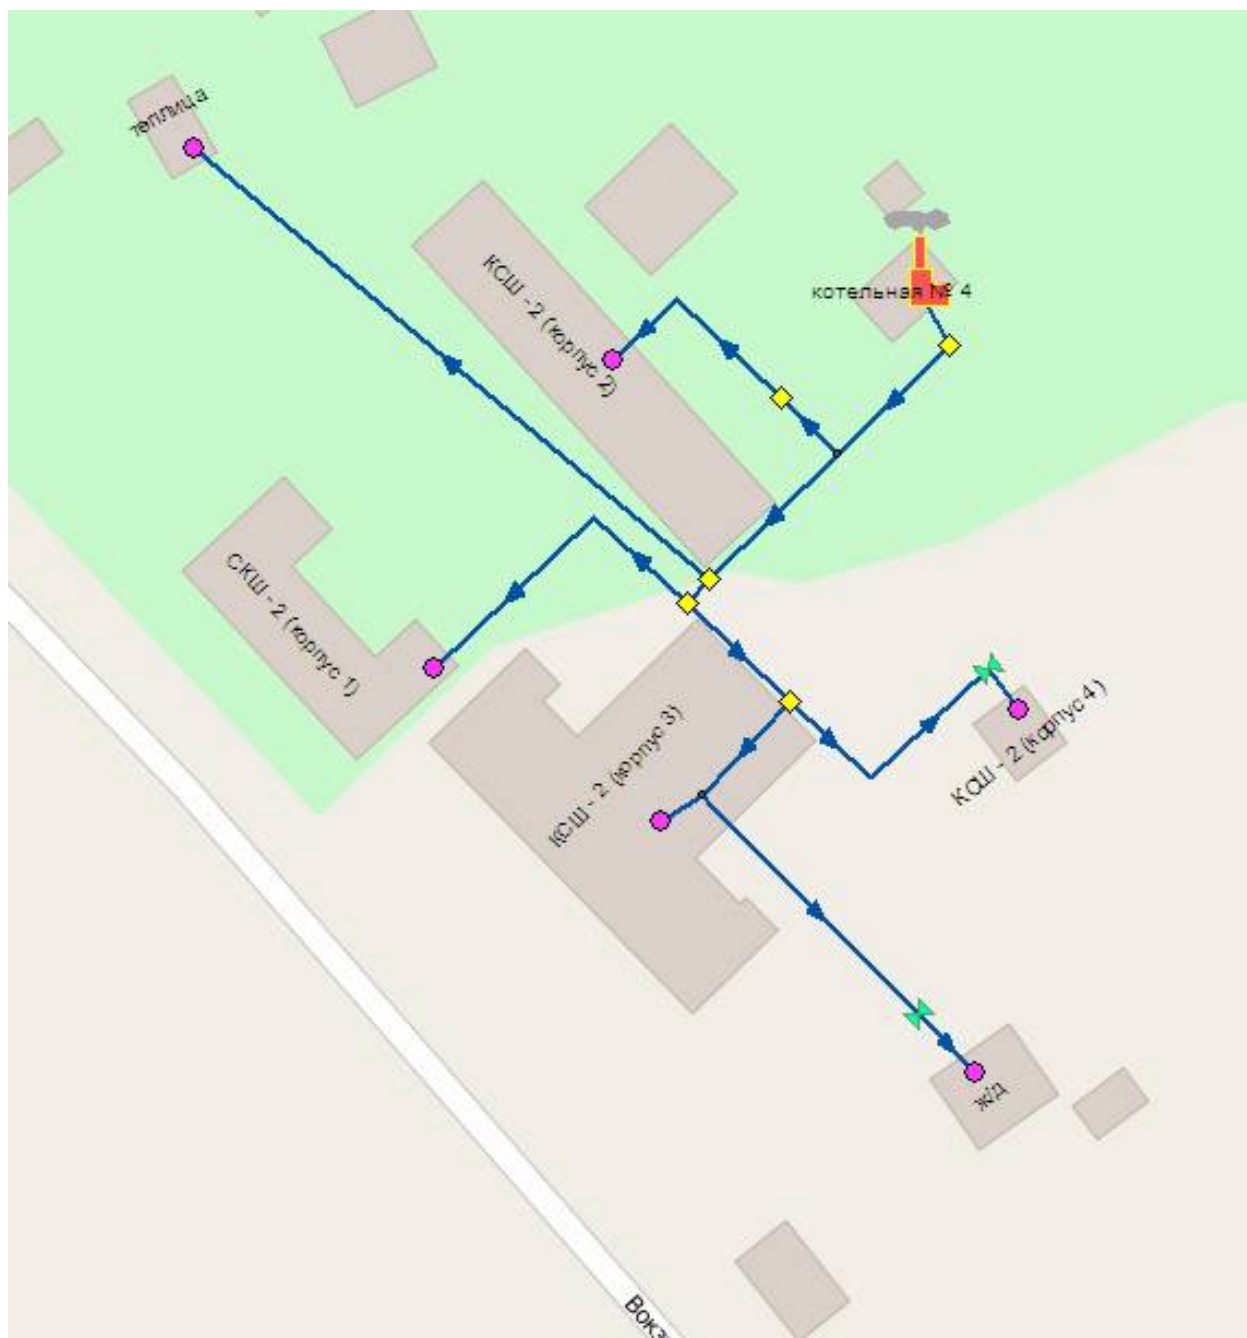 теплица
КСШ - 2 (корпус 2)
котельная № 4
СКШ - 2 (корпус 1)
КСШ - 2 (корпус 3)
КСШ - 2 (карпус 4)
ж/д
Вокз